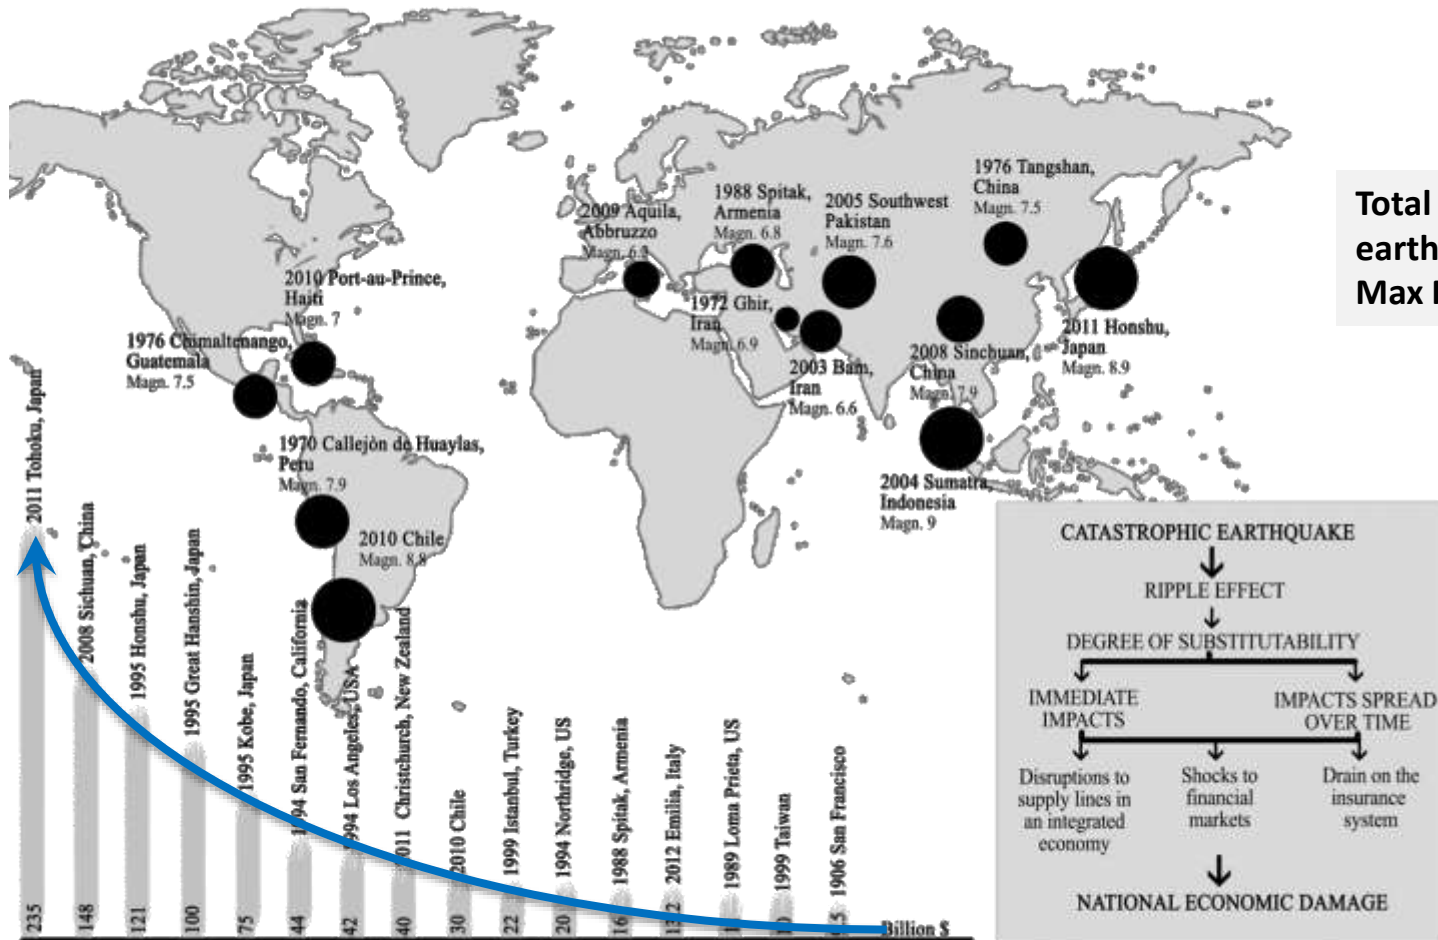 1976 Tangshan,
China
Magn. 7.5
1988 Spitak,
Armenia
Magn. 6.8
2005 Southwest
Pakistan
Magn. 7.6
2009 Aquila,
Abbruzzo
Magn. 6.3
Total
earth
Max
2010 Port-au-Prince,
Haiti
Magn. 7
1972 Ghir,
Iran
Magn. 6.9
2011 Honshu,
Japan
Magn. 8.9
1976 Chimaltenango,
Guatemala
Magn. 7.5
2008 Sinchuan,
China
Magn. 7.9
2003 Bam,
Iran
Magn. 6.6
1970 Callejòn de Huaylas,
Peru
Magn. 7.9
2004 Sumatra,
Indonesia
Magn. 9
2010 Chile
Magn. 8.8
2011 Tohoku, Japan
2008 Sichuan, China
1995 Honshu, Japan
1995 Great Hanshin, Japan
1995 Kobe, Japan
1994 San Fernando, California
1994 Los Angeles, USA
2011 Christchurch, New Zealand
2010 Chile
1999 Istanbul, Turkey
1994 Northridge, US
1988 Spitak, Armenia
2012 Emilia, Italy
1989 Loma Prieta, US
1999 Taiwan
1906 San Francisco
235
148
121
100
75
44
42
40
30
22
20
16
Billion $
CATASTROPHIC EARTHQUAKE
RIPPLE EFFECT
DEGREE OF SUBSTITUTABILITY
IMMEDIATE
IMPACTS
IMPACTS SPREAD
OVER TIME
Disruptions to
supply lines in
an integrated
economy
Shocks to
financial
markets
Drain on the
insurance
system
NATIONAL ECONOMIC DAMAGE